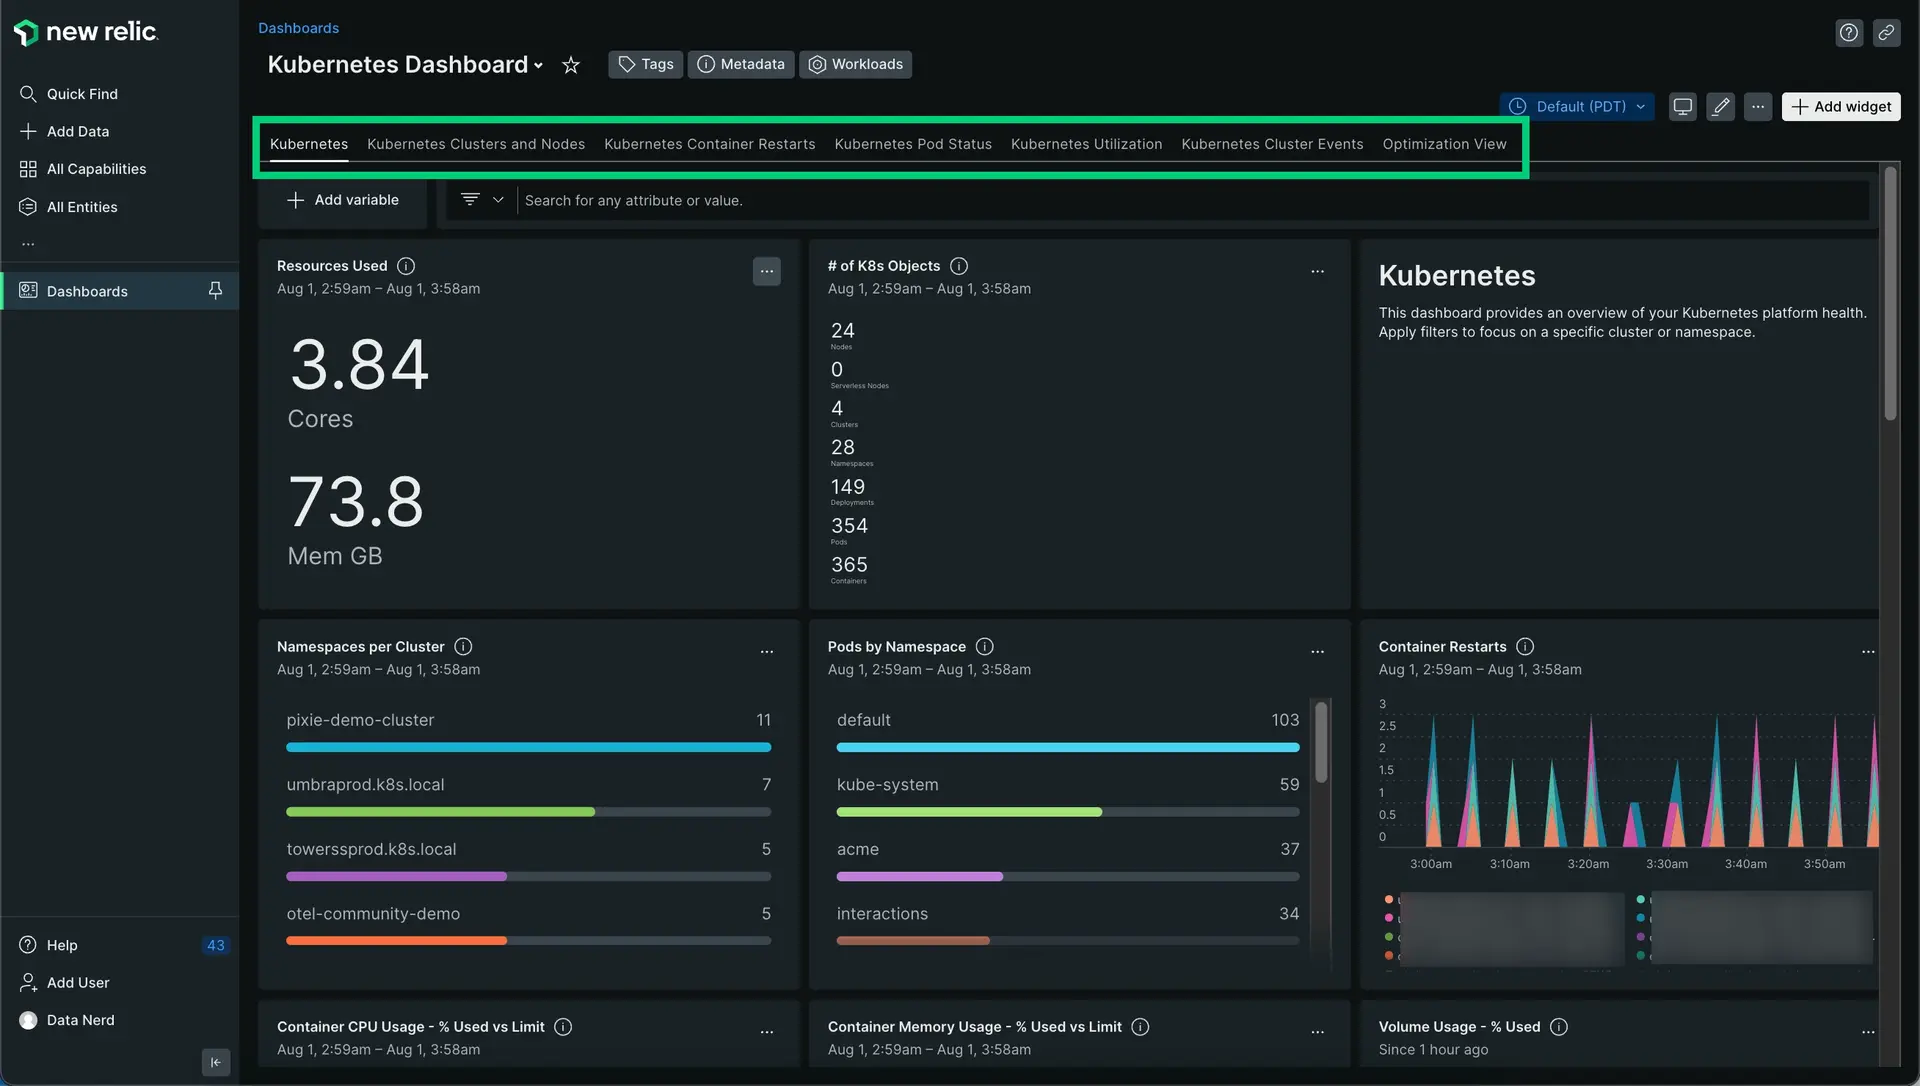 new relic.
Quick Find
Add Data
All Capabilities
All Entities
...
Dashboards
Help 43
Add User
Data Nerd
Dashboards
Kubernetes Dashboard
Tags
Metadata
Workloads
Default (PDT)
...
Add widget
Kubernetes Kubernetes Clusters and Nodes Kubernetes Container Restarts Kubernetes Pod Status Kubernetes Utilization Kubernetes Cluster Events Optimization View
Add variable
Search for any attribute or value.
Resources Used
...
Aug 1, 2:59am – Aug 1, 3:58am
3.84
Cores
73.8
Mem GB
# of K8s Objects
...
Aug 1, 2:59am – Aug 1, 3:58am
24
Nodes
0
Serverless Nodes
4
Clusters
28
Namespaces
149
Deployments
354
Pods
365
Containers
Kubernetes
This dashboard provides an overview of your Kubernetes platform health.
Apply filters to focus on a specific cluster or namespace.
Namespaces per Cluster
...
Aug 1, 2:59am – Aug 1, 3:58am
pixie-demo-cluster 11
umbraprod.k8s.local 7
towerssprod.k8s.local 5
otel-community-demo 5
Pods by Namespace
...
Aug 1, 2:59am – Aug 1, 3:58am
default 103
kube-system 59
acme 37
interactions 34
Container Restarts
...
Aug 1, 2:59am – Aug 1, 3:58am
3
2.5
2
1.5
1
0.5
0
3:00am 3:10am 3:20am 3:30am 3:40am 3:50am
Container CPU Usage - % Used vs Limit
...
Aug 1, 2:59am – Aug 1, 3:58am
Container Memory Usage - % Used vs Limit
...
Aug 1, 2:59am – Aug 1, 3:58am
Volume Usage - % Used
...
Since 1 hour ago